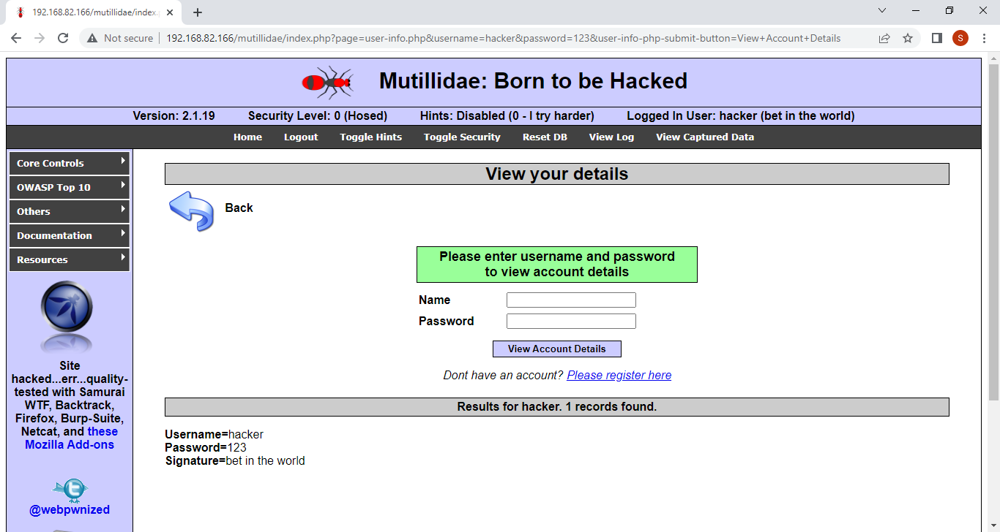 192.168.82.166/mutillidae/index.
Not secure
192.168.82.166/mutillidae/index.php?page=user-info.php&username=hacker&password=123&user-info-php-submit-button=View+Account+Details
S
Mutillidae: Born to be Hacked
Version: 2.1.19 Security Level: 0 (Hosed) Hints: Disabled (0 - I try harder) Logged In User: hacker (bet in the world)
Home Logout Toggle Hints Toggle Security Reset DB View Log View Captured Data
Core Controls
OWASP Top 10
Others
Documentation
Resources
Site
hacked...err...quality-
tested with Samurai
WTF, Backtrack,
Firefox, Burp-Suite,
Netcat, and these
Mozilla Add-ons
@webpwnized
View your details
Back
Please enter username and password
to view account details
Name
Password
View Account Details
Dont have an account? Please register here
Results for hacker. 1 records found.
Username=hacker
Password=123
Signature=bet in the world